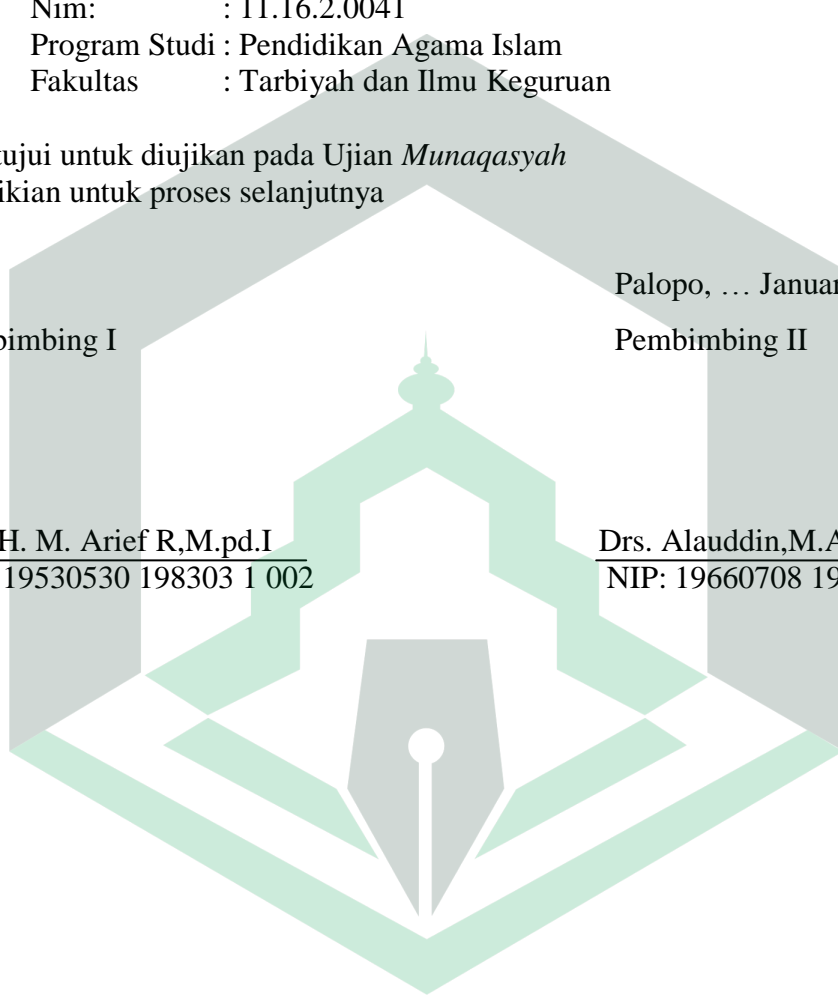 Nim: : 11.16.2.0041
Program Studi : Pendidikan Agama Islam
Fakultas : Tarbiyah dan Ilmu Keguruan
tujui untuk diujikan pada Ujian Munaqasyah
ikian untuk proses selanjutnya
Palopo, … Januar
bimbing I Pembimbing II
H. M. Arief R,M.pd.I Drs. Alauddin,M.A
19530530 198303 1 002 NIP: 19660708 19